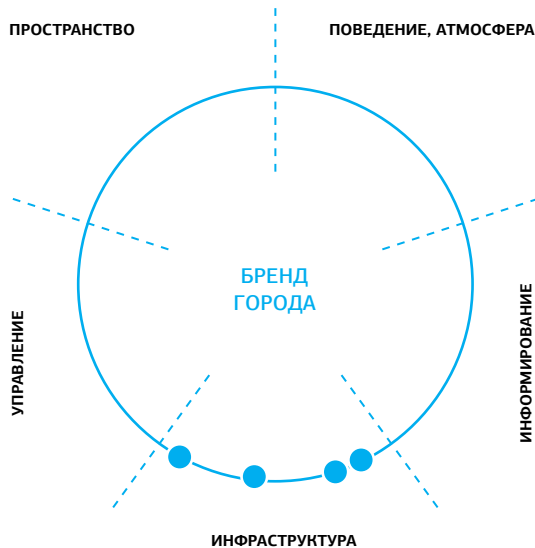 ПРОСТРАНСТВО
ПОВЕДЕНИЕ, АТМОСФЕРА
БРЕНД
ГОРОДА
УПРАВЛЕНИЕ
ИНФОРМИРОВАНИЕ
ИНФРАСТРУКТУРА